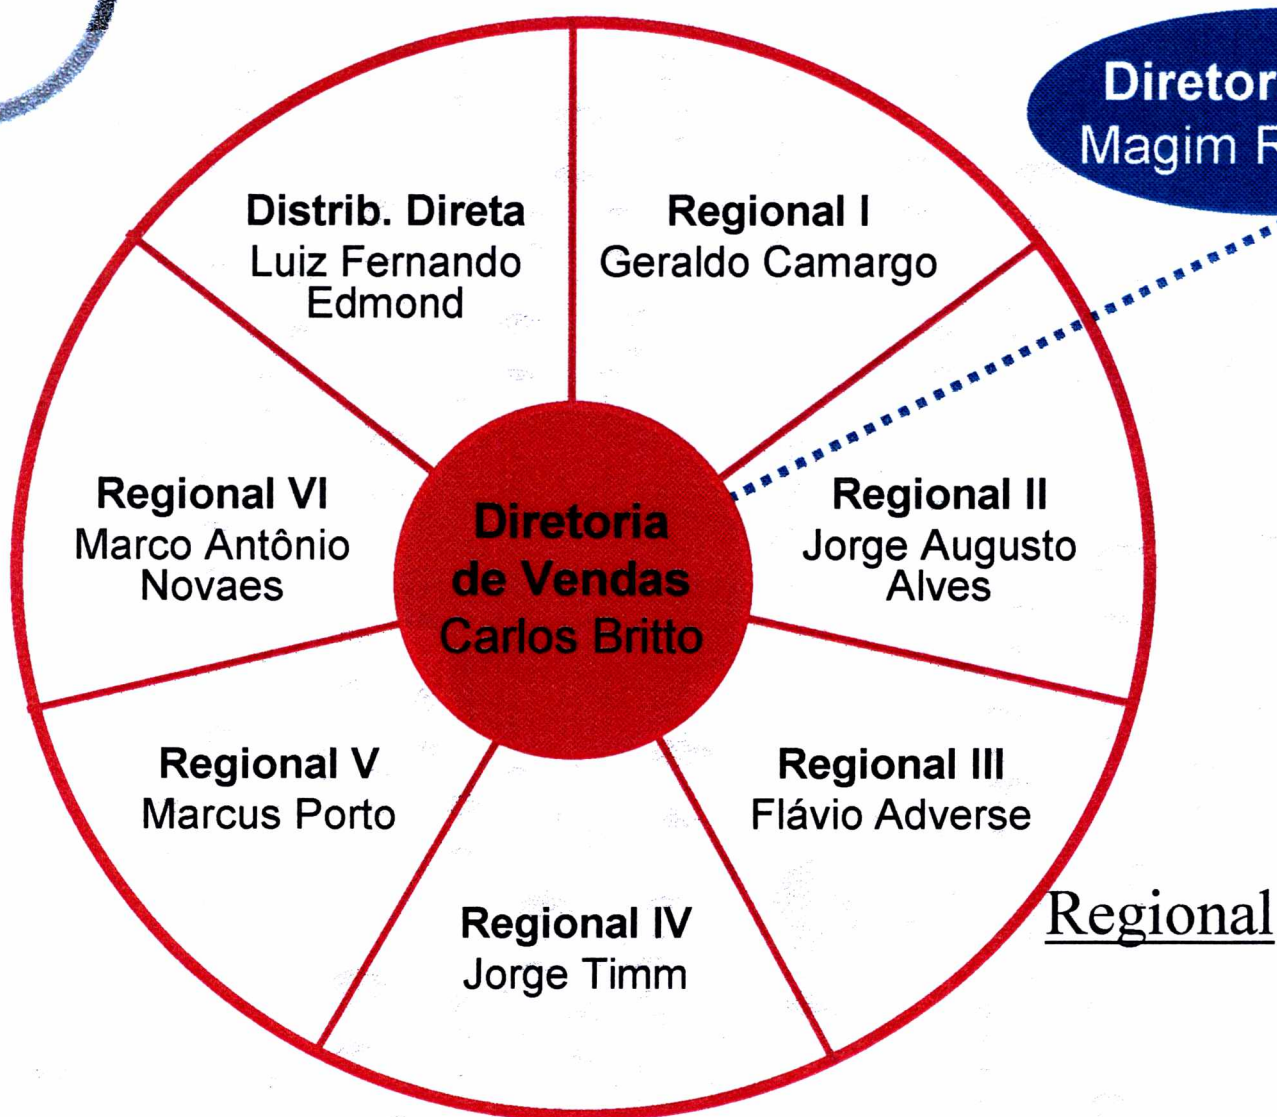 Magim
Distrib. Direta
Luiz Fernando
Edmond
Regional I
Geraldo Camargo
Regional VI
Marco Antônio
Novaes
Diretoria
de Vendas
Carlos Britto
Regional II
Jorge Augusto
Alves
Regional V
Marcus Porto
Regional III
Flávio Adverse
Regional IV
Jorge Timm
Regional